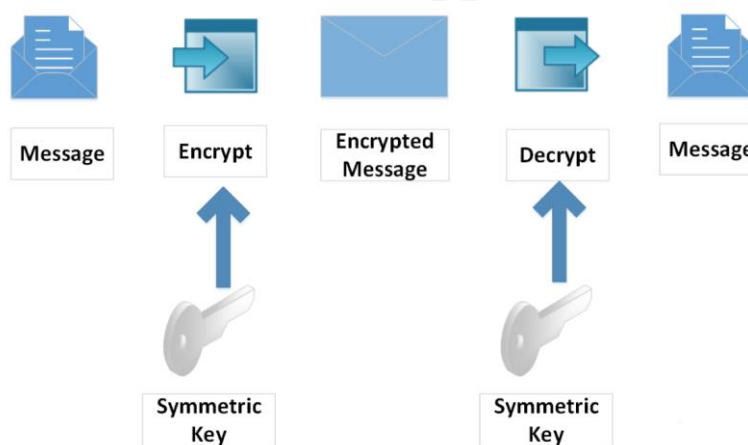 Message
Encrypt
Encrypted
Message
Decrypt
Message
Symmetric
Key
Symmetric
Key